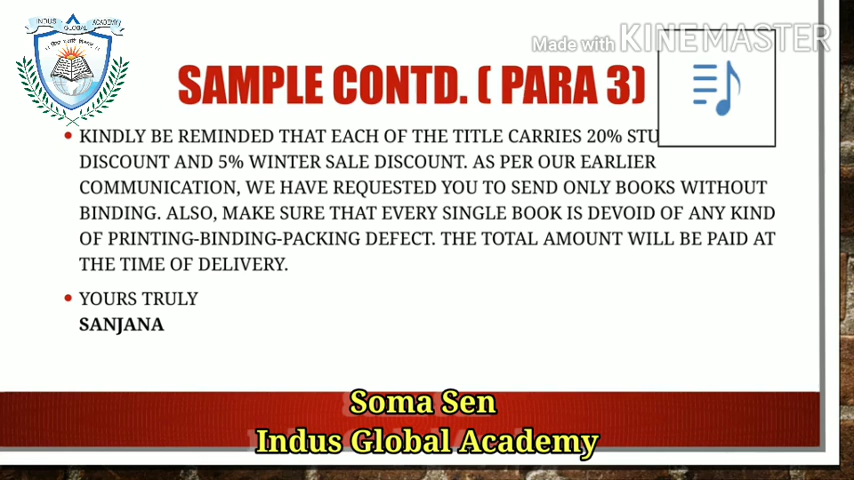 INDUS GLOBAL ACADEMY
Made with KINEMASTER
SAMPLE CONTD. ( PARA 3)
• KINDLY BE REMINDED THAT EACH OF THE TITLE CARRIES 20%
DISCOUNT AND 5% WINTER SALE DISCOUNT. AS PER OUR EARLIER
COMMUNICATION, WE HAVE REQUESTED YOU TO SEND ONLY BOOKS WITHOUT
BINDING. ALSO, MAKE SURE THAT EVERY SINGLE BOOK IS DEVOID OF ANY KIND
OF PRINTING-BINDING-PACKING DEFECT. THE TOTAL AMOUNT WILL BE PAID AT
THE TIME OF DELIVERY.
• YOURS TRULY
SANJANA
Soma Sen
Indus Global Academy